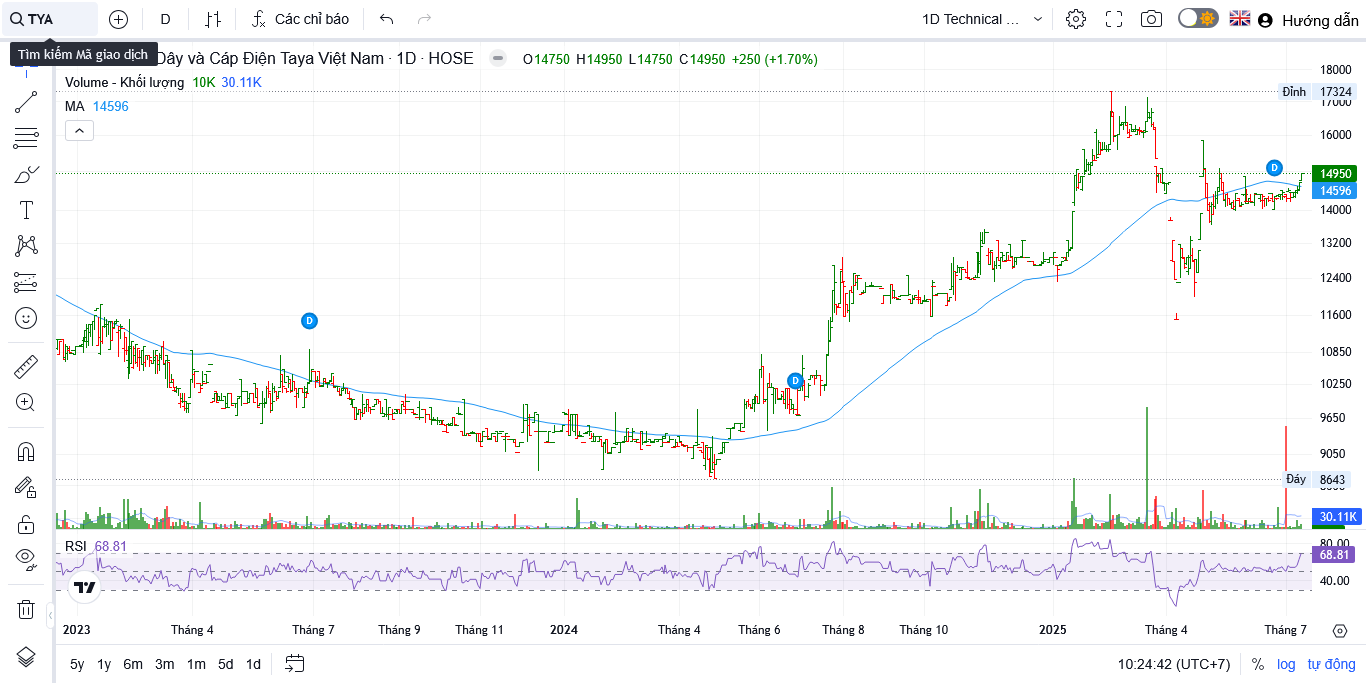 TYA
D
Các chỉ báo
1D Technical ...
Hướng dẫn
Tìm kiếm Mã giao dịch
Dây và Cáp Điện Taya Việt Nam · 1D · HOSE
O14750 H14950 L14750 C14950 +250 (+1.70%)
Volume - Khối lượng 10K 30.11K
MA 14596
18000
Đỉnh 17324
17000
16000
D
14950
14596
14000
13200
12400
D
11600
10850
D
10250
9650
9050
Đáy 8643
30.11K
RSI 68.81
80.00
68.81
40.00
2023 Tháng 4 Tháng 7 Tháng 9 Tháng 11 2024 Tháng 4 Tháng 6 Tháng 8 Tháng 10 2025 Tháng 4 Tháng 7
5y 1y 6m 3m 1m 5d 1d
10:24:42 (UTC+7) % log tự động